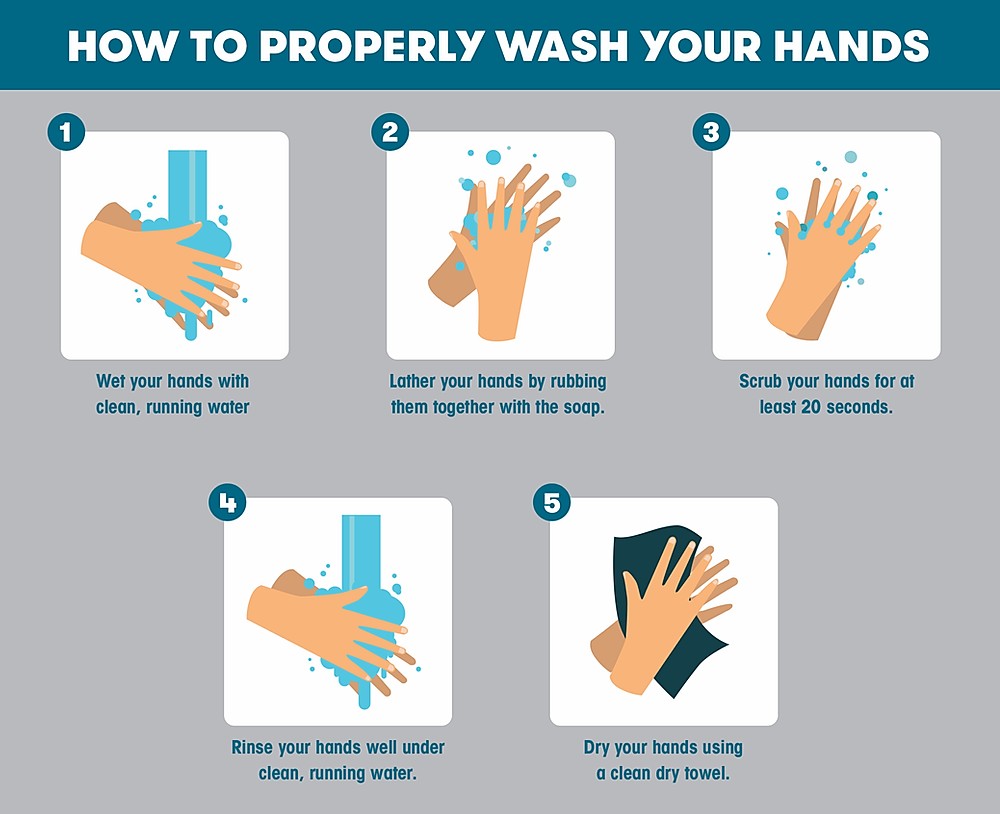 HOW TO PROPERLY WASH YOUR HANDS
1
Wet your hands with
clean, running water
2
Lather your hands by rubbing
them together with the soap.
3
Scrub your hands for at
least 20 seconds.
4
Rinse your hands well under
clean, running water.
5
Dry your hands using
a clean dry towel.